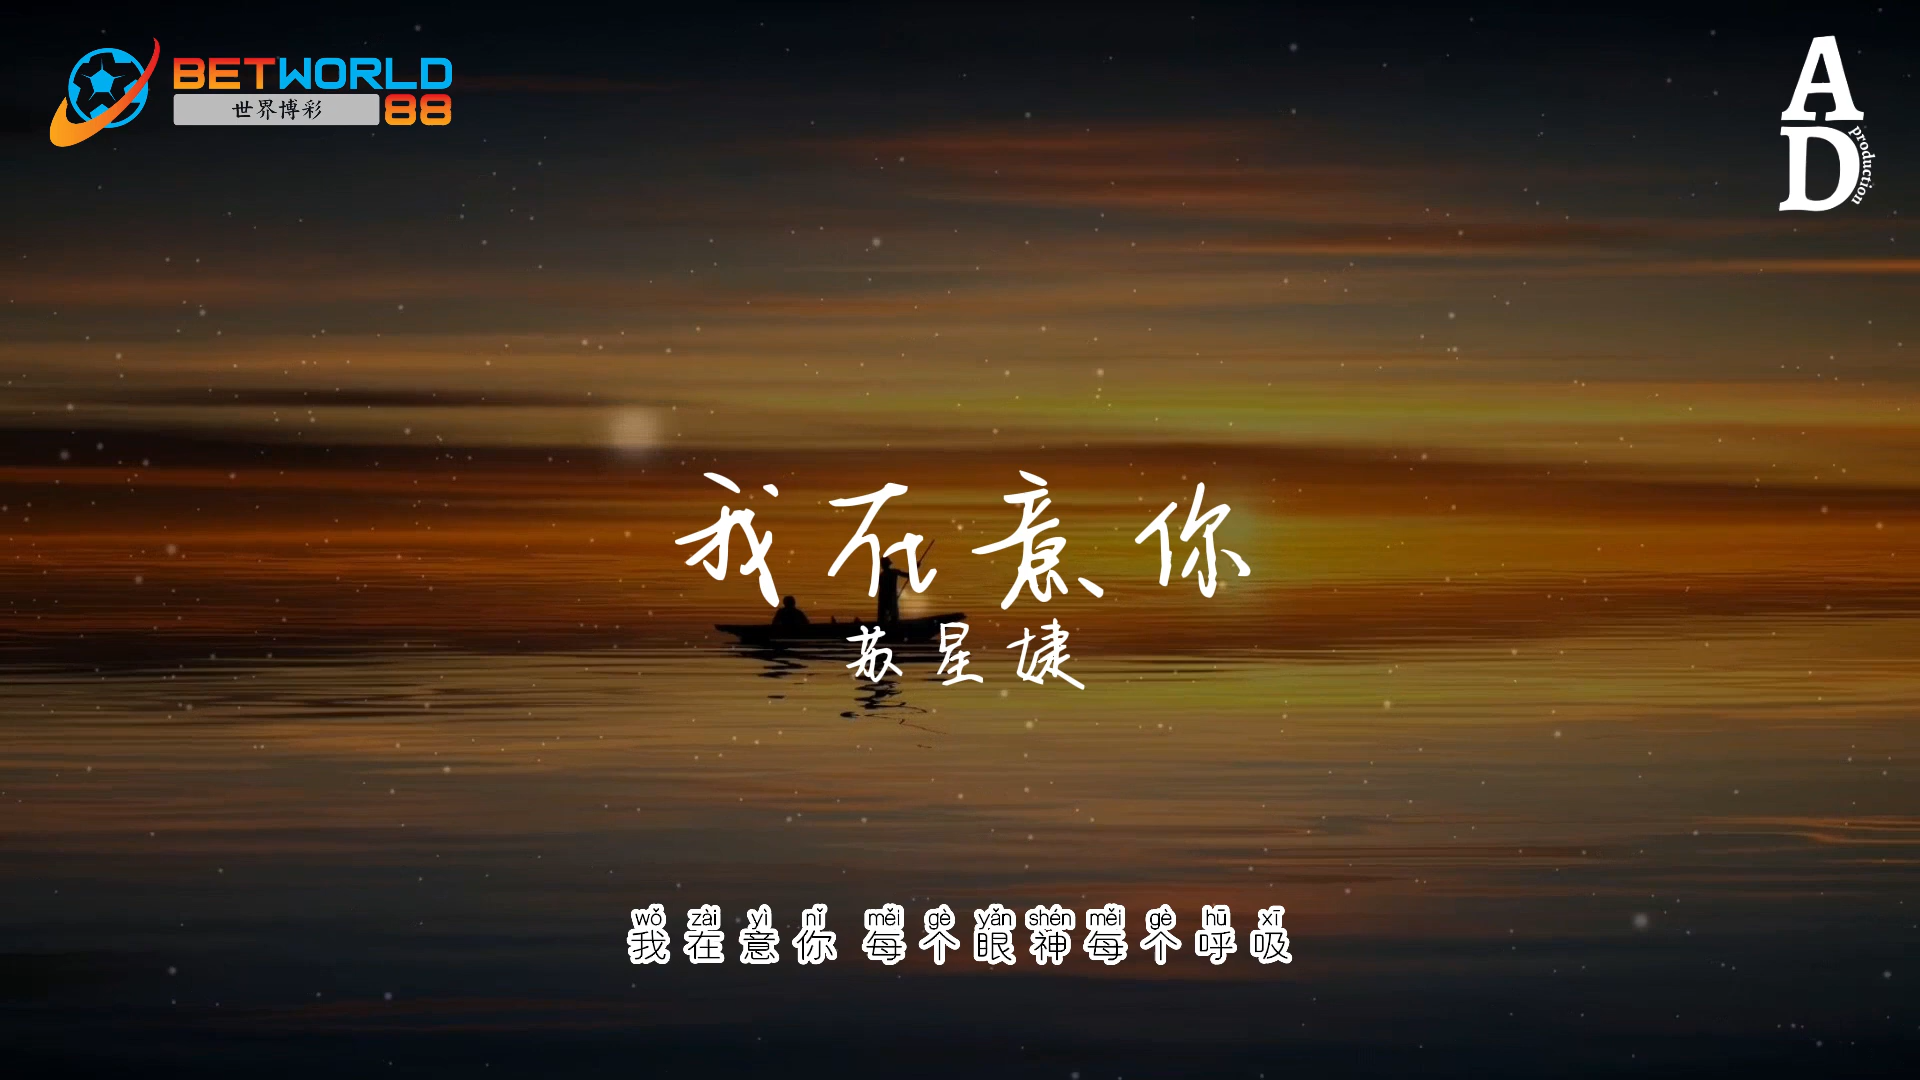 BETWORLD
世界博彩 88
AD
production
我在意你
苏星婕
wǒ zài yì nǐ měi gè yǎn shén měi gè hū xī
我在意你 每个眼神每个呼吸